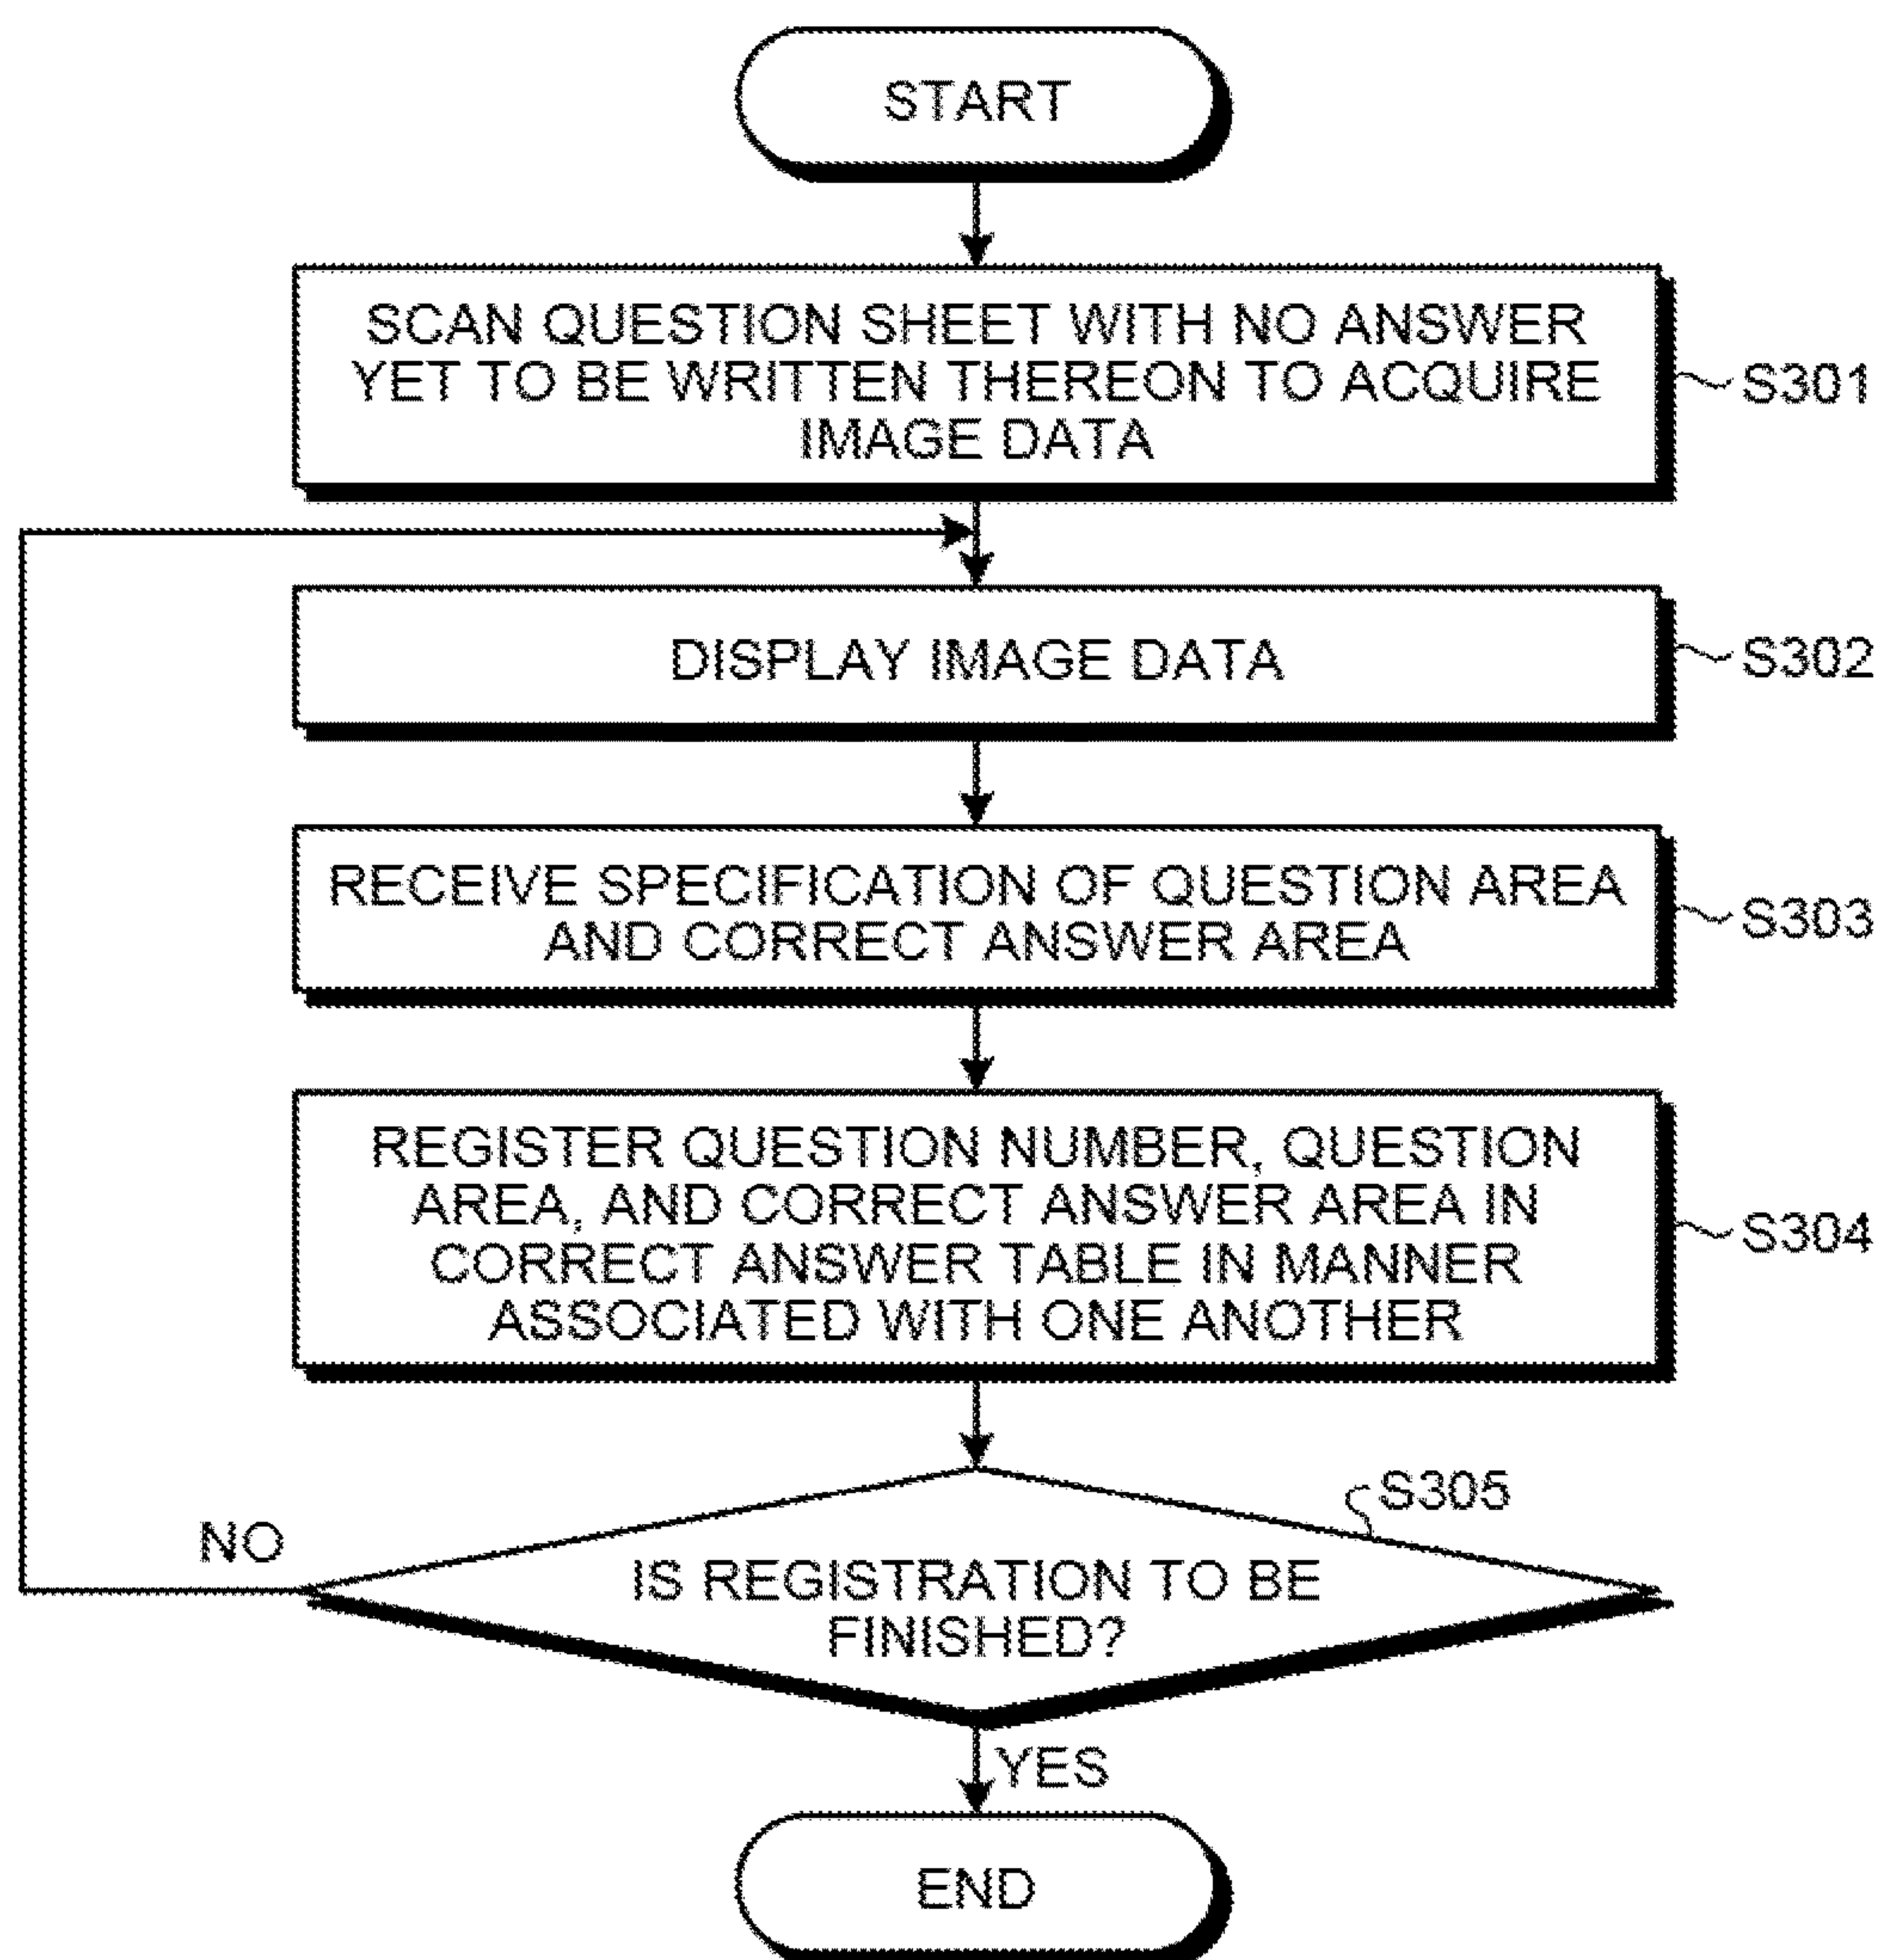 START
SCAN QUESTION SHEET WITH NO ANSWER
YET TO BE WRITTEN THEREON TO ACQUIRE
IMAGE DATA
S301
DISPLAY IMAGE DATA
S302
RECEIVE SPECIFICATION OF QUESTION AREA
AND CORRECT ANSWER AREA
S303
REGISTER QUESTION NUMBER, QUESTION
AREA, AND CORRECT ANSWER AREA IN
CORRECT ANSWER TABLE IN MANNER
ASSOCIATED WITH ONE ANOTHER
S304
S305
NO
IS REGISTRATION TO BE
FINISHED?
YES
END